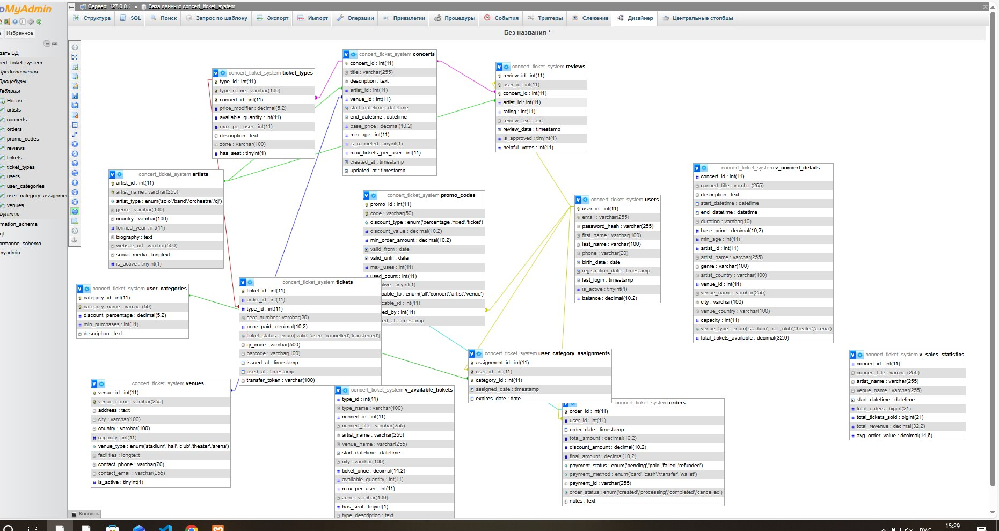 pMyAdmin
Сервер: 127.0.0.1 » База данных: concert_ticket_system
Структура SQL Поиск Запрос по шаблону Экспорт Импорт Операции Привилегии Процедуры События Триггеры Слежение Дизайнер Центральные столбцы
Без названия *
Избранное
дать БД
cert_ticket_system
Представления
Процедуры
Таблицы
Новая
artists
concerts
orders
promo_codes
reviews
tickets
ticket_types
users
user_categories
user_category_assignmer
venues
Функции
rmation_schema
ql
ormance_schema
myadmin
concert_ticket_system ticket_types
type_id : int(11)
type_name : varchar(100)
concert_id : int(11)
price_modifier : decimal(5,2)
available_quantity : int(11)
max_per_user : int(11)
description : text
zone : varchar(100)
has_seat : tinyint(1)
concert_ticket_system concerts
concert_id : int(11)
title : varchar(255)
description : text
artist_id : int(11)
venue_id : int(11)
start_datetime : datetime
end_datetime : datetime
base_price : decimal(10,2)
min_age : int(11)
is_canceled : tinyint(1)
max_tickets_per_user : int(11)
created_at : timestamp
updated_at : timestamp
concert_ticket_system reviews
review_id : int(11)
user_id : int(11)
concert_id : int(11)
artist_id : int(11)
rating : int(11)
review_text : text
review_date : timestamp
is_approved : tinyint(1)
helpful_votes : int(11)
concert_ticket_system artists
artist_id : int(11)
artist_name : varchar(255)
artist_type : enum('solo','band','orchestra','dj')
genre : varchar(100)
country : varchar(100)
formed_year : int(11)
biography : text
website_url : varchar(500)
social_media : longtext
is_active : tinyint(1)
concert_ticket_system promo_codes
promo_id : int(11)
code : varchar(50)
discount_type : enum('percentage','fixed','ticket')
discount_value : decimal(10,2)
min_order_amount : decimal(10,2)
valid_from : date
valid_until : date
max_uses : int(11)
used_count : int(11)
ctive : tinyint(1)
cable_to : enum('all','concert','artist','venue')
cable_id : int(11)
ed_by : int(11)
ed_at : timestamp
concert_ticket_system users
user_id : int(11)
email : varchar(255)
password_hash : varchar(255)
first_name : varchar(100)
last_name : varchar(100)
phone : varchar(20)
birth_date : date
registration_date : timestamp
last_login : timestamp
is_active : tinyint(1)
balance : decimal(10,2)
concert_ticket_system v_concert_details
concert_id : int(11)
concert_title : varchar(255)
description : text
start_datetime : datetime
end_datetime : datetime
duration : varchar(10)
base_price : decimal(10,2)
min_age : int(11)
artist_id : int(11)
artist_name : varchar(255)
genre : varchar(100)
artist_country : varchar(100)
venue_id : int(11)
venue_name : varchar(255)
city : varchar(100)
venue_country : varchar(100)
capacity : int(11)
venue_type : enum('stadium','hall','club','theater','arena')
total_tickets_available : decimal(32,0)
concert_ticket_system user_categories
category_id : int(11)
category_name : varchar(50)
discount_percentage : decimal(5,2)
min_purchases : int(11)
description : text
concert_ticket_system tickets
ticket_id : int(11)
order_id : int(11)
type_id : int(11)
seat_number : varchar(20)
price_paid : decimal(10,2)
ticket_status : enum('valid','used','cancelled','transferred')
qr_code : varchar(500)
barcode : varchar(100)
issued_at : timestamp
used_at : timestamp
transfer_token : varchar(100)
concert_ticket_system user_category_assignments
assignment_id : int(11)
user_id : int(11)
category_id : int(11)
assigned_date : timestamp
expires_date : date
concert_ticket_system v_sales_statistics
concert_id : int(11)
concert_title : varchar(255)
artist_name : varchar(255)
venue_name : varchar(255)
start_datetime : datetime
total_orders : bigint(21)
total_tickets_sold : bigint(21)
total_revenue : decimal(32,2)
avg_order_value : decimal(14,6)
concert_ticket_system venues
venue_id : int(11)
venue_name : varchar(255)
address : text
city : varchar(100)
country : varchar(100)
capacity : int(11)
venue_type : enum('stadium','hall','club','theater','arena')
facilities : longtext
contact_phone : varchar(20)
contact_email : varchar(255)
is_active : tinyint(1)
concert_ticket_system v_available_tickets
type_id : int(11)
type_name : varchar(100)
concert_id : int(11)
concert_title : varchar(255)
artist_name : varchar(255)
venue_name : varchar(255)
start_datetime : datetime
city : varchar(100)
ticket_price : decimal(14,2)
available_quantity : int(11)
max_per_user : int(11)
zone : varchar(100)
has_seat : tinyint(1)
type_description : text
concert_ticket_system orders
order_id : int(11)
user_id : int(11)
order_date : timestamp
total_amount : decimal(10,2)
discount_amount : decimal(10,2)
final_amount : decimal(10,2)
payment_status : enum('pending','paid','failed','refunded')
payment_method : enum('card','cash','transfer','wallet')
payment_id : varchar(255)
order_status : enum('created','processing','completed','cancelled')
notes : text
Консоль
РУС
15:29